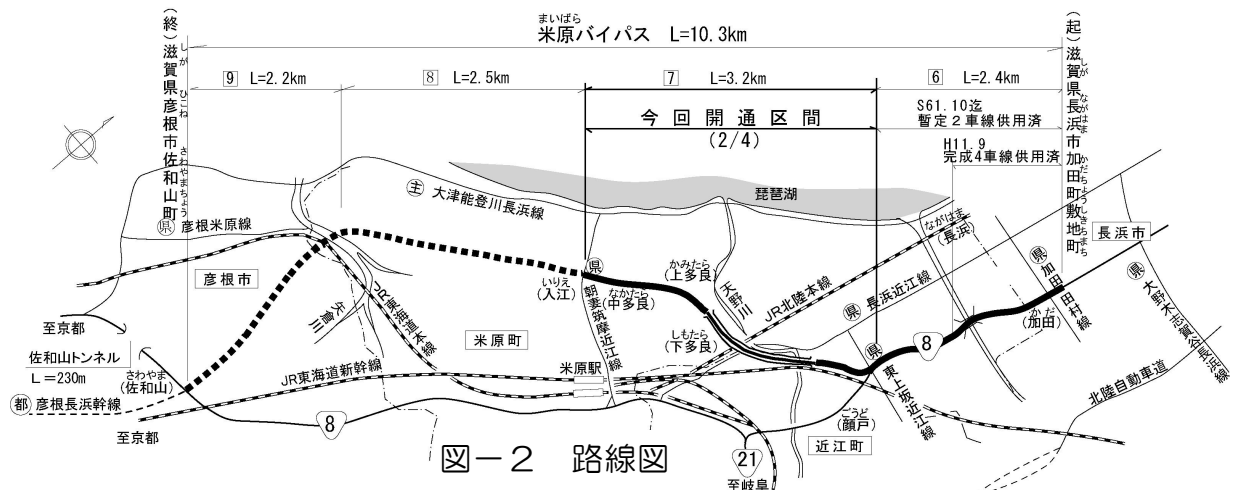 まいばら
米原バイパス L=10.3km
9 L=2.2km
8 L=2.5km
7 L=3.2km
6 L=2.4km
今回開通区間
(2/4)
S61.10迄
暫定2車線供用済
H11.9
完成4車線供用済
(終)滋賀県彦根市佐和山町
しが ひこね さわやまちょう
(起)滋賀県長浜市加田町敷地町
しが ながはま かだちょうしきちまち
主 大津能登川長浜線
琵琶湖
県 彦根米原線
彦根市
矢倉川
JR東海道本線
いりえ
(入江)
県 朝妻筑摩近江線
なかたら
(中多良)
かみたら
(上多良)
しもたら
(下多良)
天野川
JR北陸本線
ながはま
(長浜)
県 長浜近江線
県 加田田村線
かだ
(加田)
長浜市
県 大野木志賀谷長浜線
北陸自動車道
8
県 東上坂近江線
ごうど
(顔戸)
近江町
米原町
米原駅
JR東海道新幹線
至京都
佐和山トンネル
L=230m
さわやま
(佐和山)
都 彦根長浜幹線
至京都
8
21
至岐阜
図-2 路線図